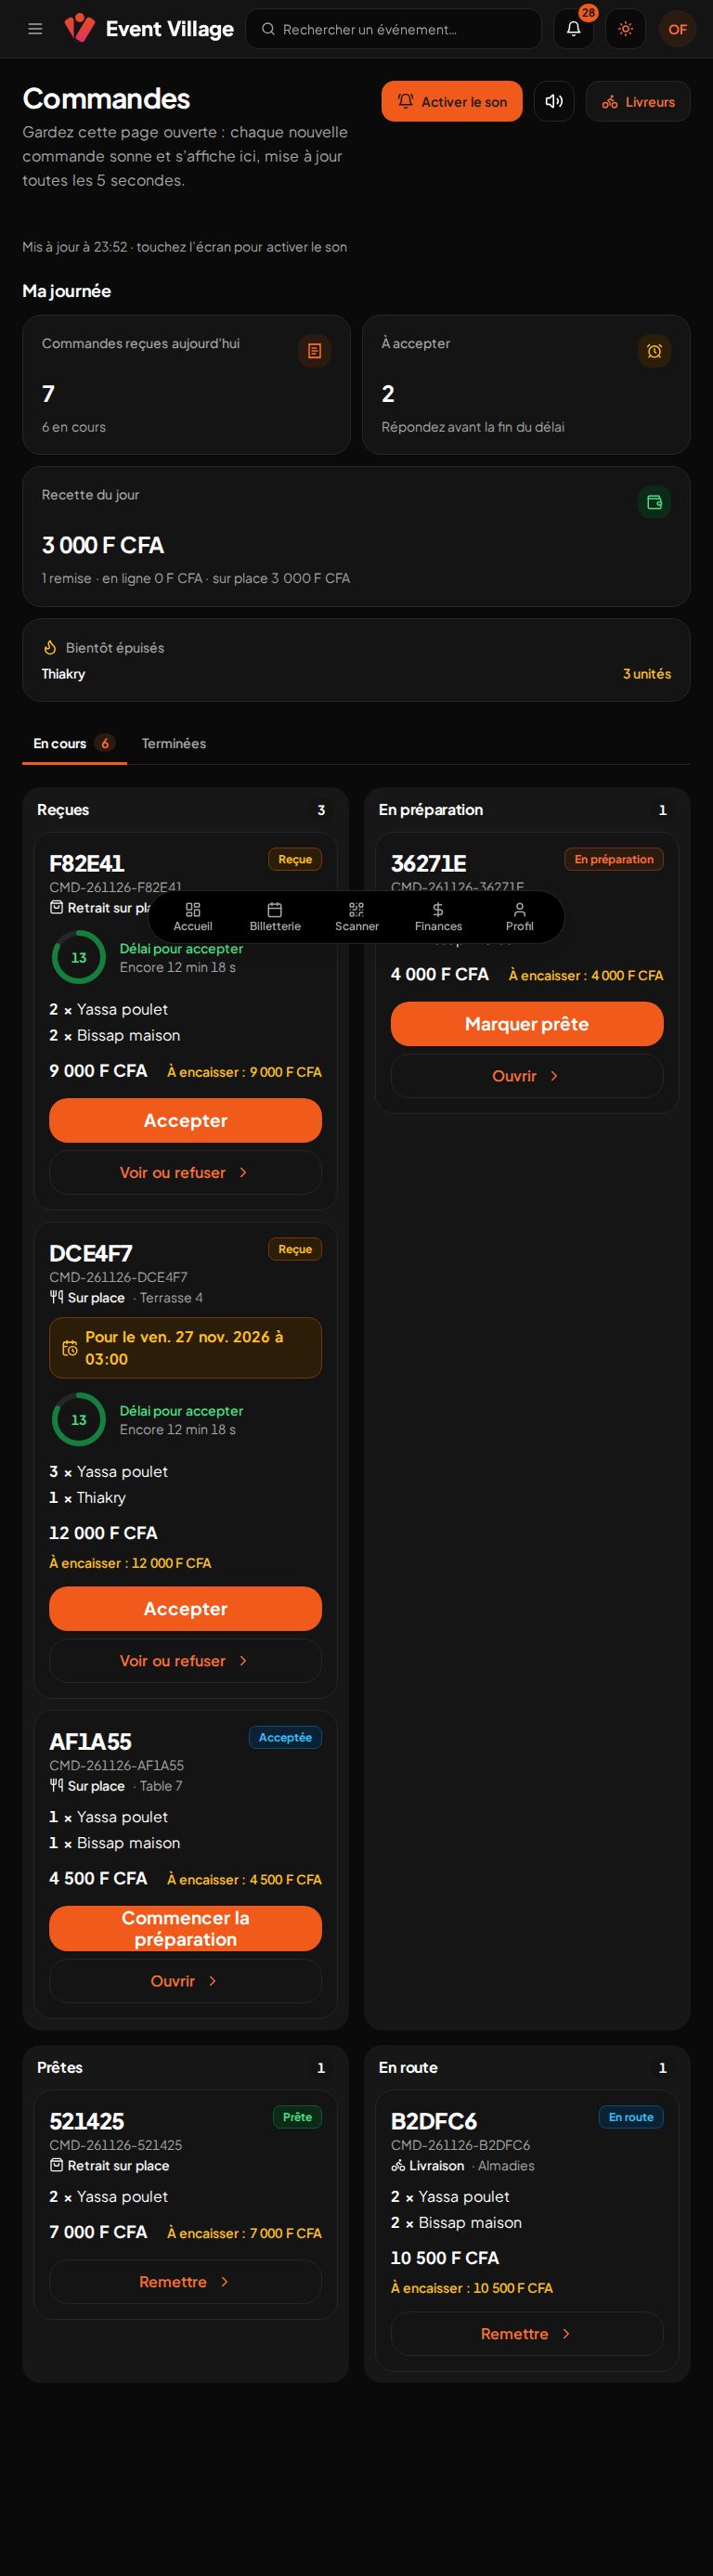 Event Village
Rechercher un événement...
28
OF
Commandes
Activer le son
Livreurs
Gardez cette page ouverte : chaque nouvelle
commande sonne et s'affiche ici, mise à jour
toutes les 5 secondes.
Mis à jour à 23:52 · touchez l'écran pour activer le son
Ma journée
Commandes reçues aujourd'hui
7
6 en cours
À accepter
2
Répondez avant la fin du délai
Recette du jour
3 000 F CFA
1 remise · en ligne 0 F CFA · sur place 3 000 F CFA
Bientôt épuisés
Thiakry
3 unités
En cours 6
Terminées
Reçues
3
F82E41
Reçue
CMD-261126-F82E41
Retrait sur
13
Délai pour accepter
Encore 12 min 18 s
2 × Yassa poulet
2 × Bissap maison
9 000 F CFA
À encaisser : 9 000 F CFA
Accepter
Voir ou refuser
DCE4F7
Reçue
CMD-261126-DCE4F7
Sur place · Terrasse 4
Pour le ven. 27 nov. 2026 à
03:00
13
Délai pour accepter
Encore 12 min 18 s
3 × Yassa poulet
1 × Thiakry
12 000 F CFA
À encaisser : 12 000 F CFA
Accepter
Voir ou refuser
AF1A55
Acceptée
CMD-261126-AF1A55
Sur place · Table 7
1 × Yassa poulet
1 × Bissap maison
4 500 F CFA
À encaisser : 4 500 F CFA
Commencer la
préparation
Ouvrir
En préparation
1
36271E
En préparation
CMD-261126-36271E
4 000 F CFA
À encaisser : 4 000 F CFA
Marquer prête
Ouvrir
Accueil
Billetterie
Scanner
Finances
Profil
Prêtes
1
521425
Prête
CMD-261126-521425
Retrait sur place
2 × Yassa poulet
7 000 F CFA
À encaisser : 7 000 F CFA
Remettre
En route
1
B2DFC6
En route
CMD-261126-B2DFC6
Livraison · Almadies
2 × Yassa poulet
2 × Bissap maison
10 500 F CFA
À encaisser : 10 500 F CFA
Remettre